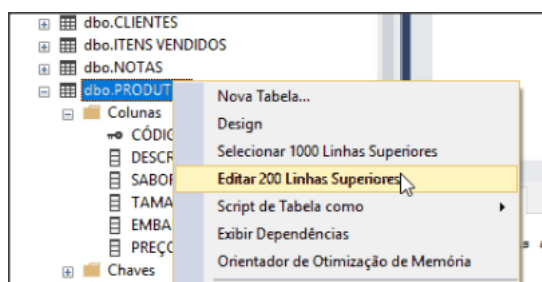 dbo.CLIENTES
dbo.ITENS VENDIDOS
dbo.NOTAS
dbo.PRODUT
Colunas
CÓDIG
DESCR
SABOR
TAMA
EMBA
PREÇO
Chaves
Nova Tabela...
Design
Selecionar 1000 Linhas Superiores
Editar 200 Linhas Superiores
Script de Tabela como
Exibir Dependências
Orientador de Otimização de Memória